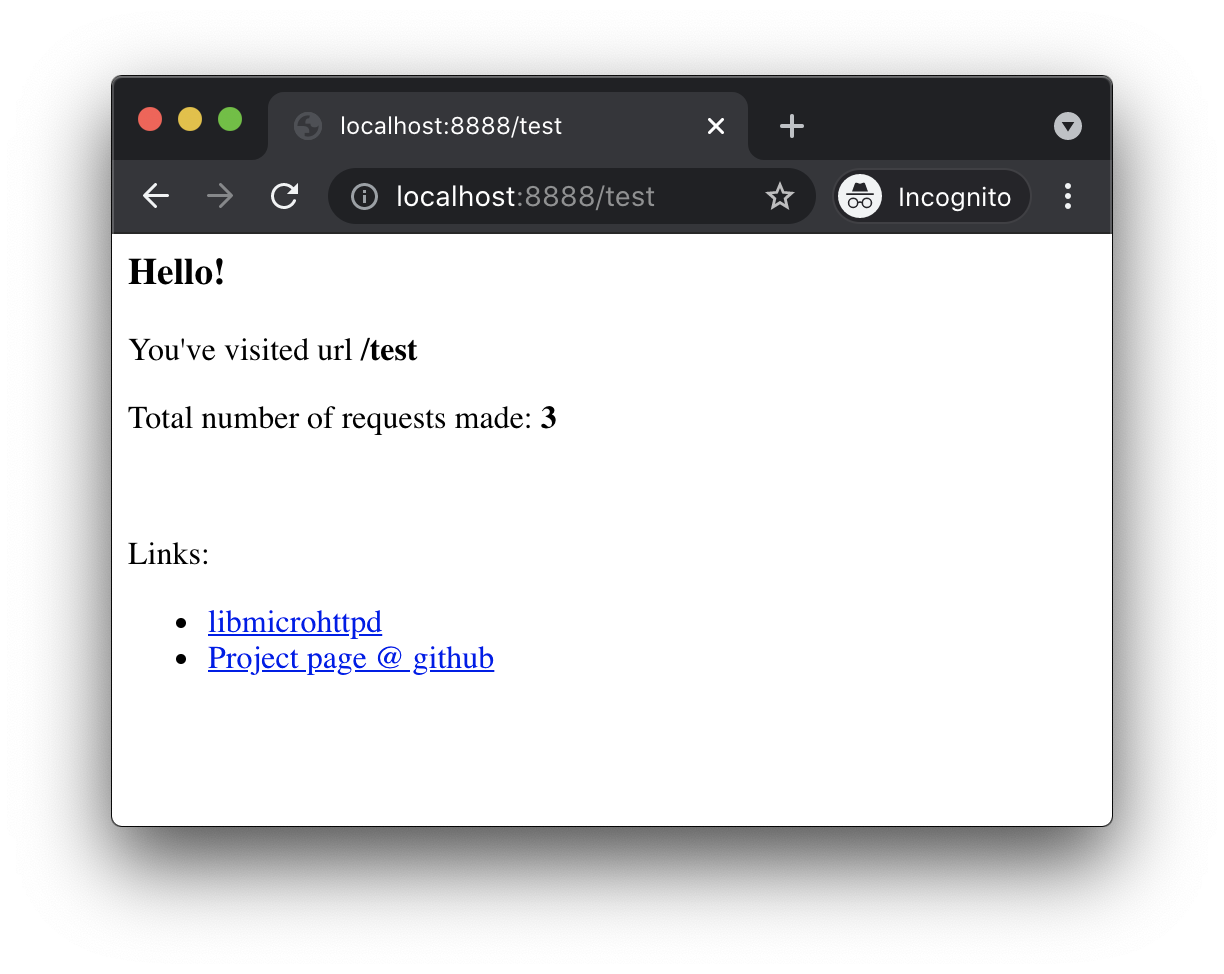 localhost:8888/test
localhost:8888/test
Incognito
Hello!
You've visited url /test
Total number of requests made: 3
Links:
libmicrohttpd
Project page @ github